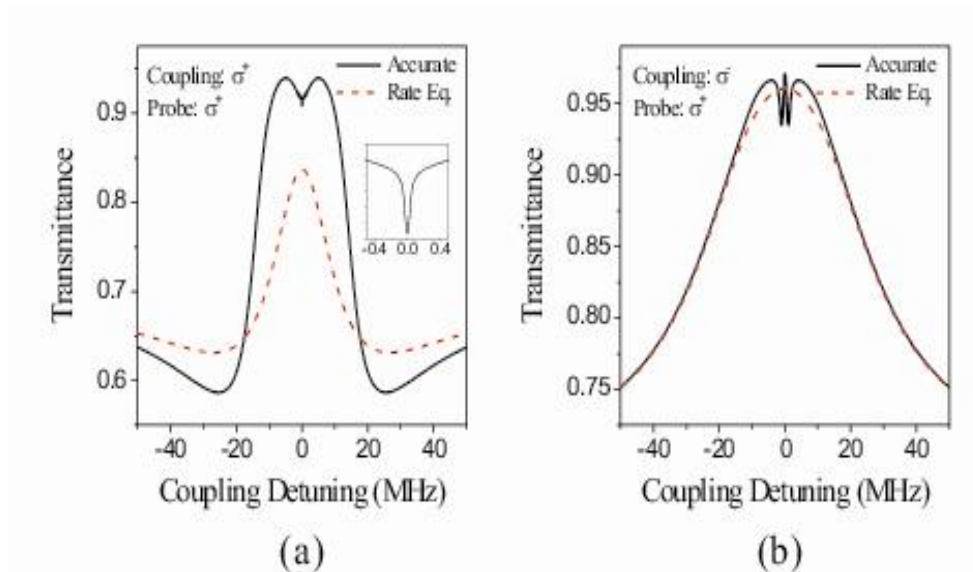 Coupling: σ+
Probe: σ+
Accurate
Rate Eq.
0.9
0.8
0.7
0.6
Transmittance
-0.4 0.0 0.4
-40 -20 0 20 40
Coupling Detuning (MHz)
(a)
Coupling: σ-
Probe: σ+
Accurate
Rate Eq.
0.95
0.90
0.85
0.80
0.75
Transmittance
-40 -20 0 20 40
Coupling Detuning (MHz)
(b)